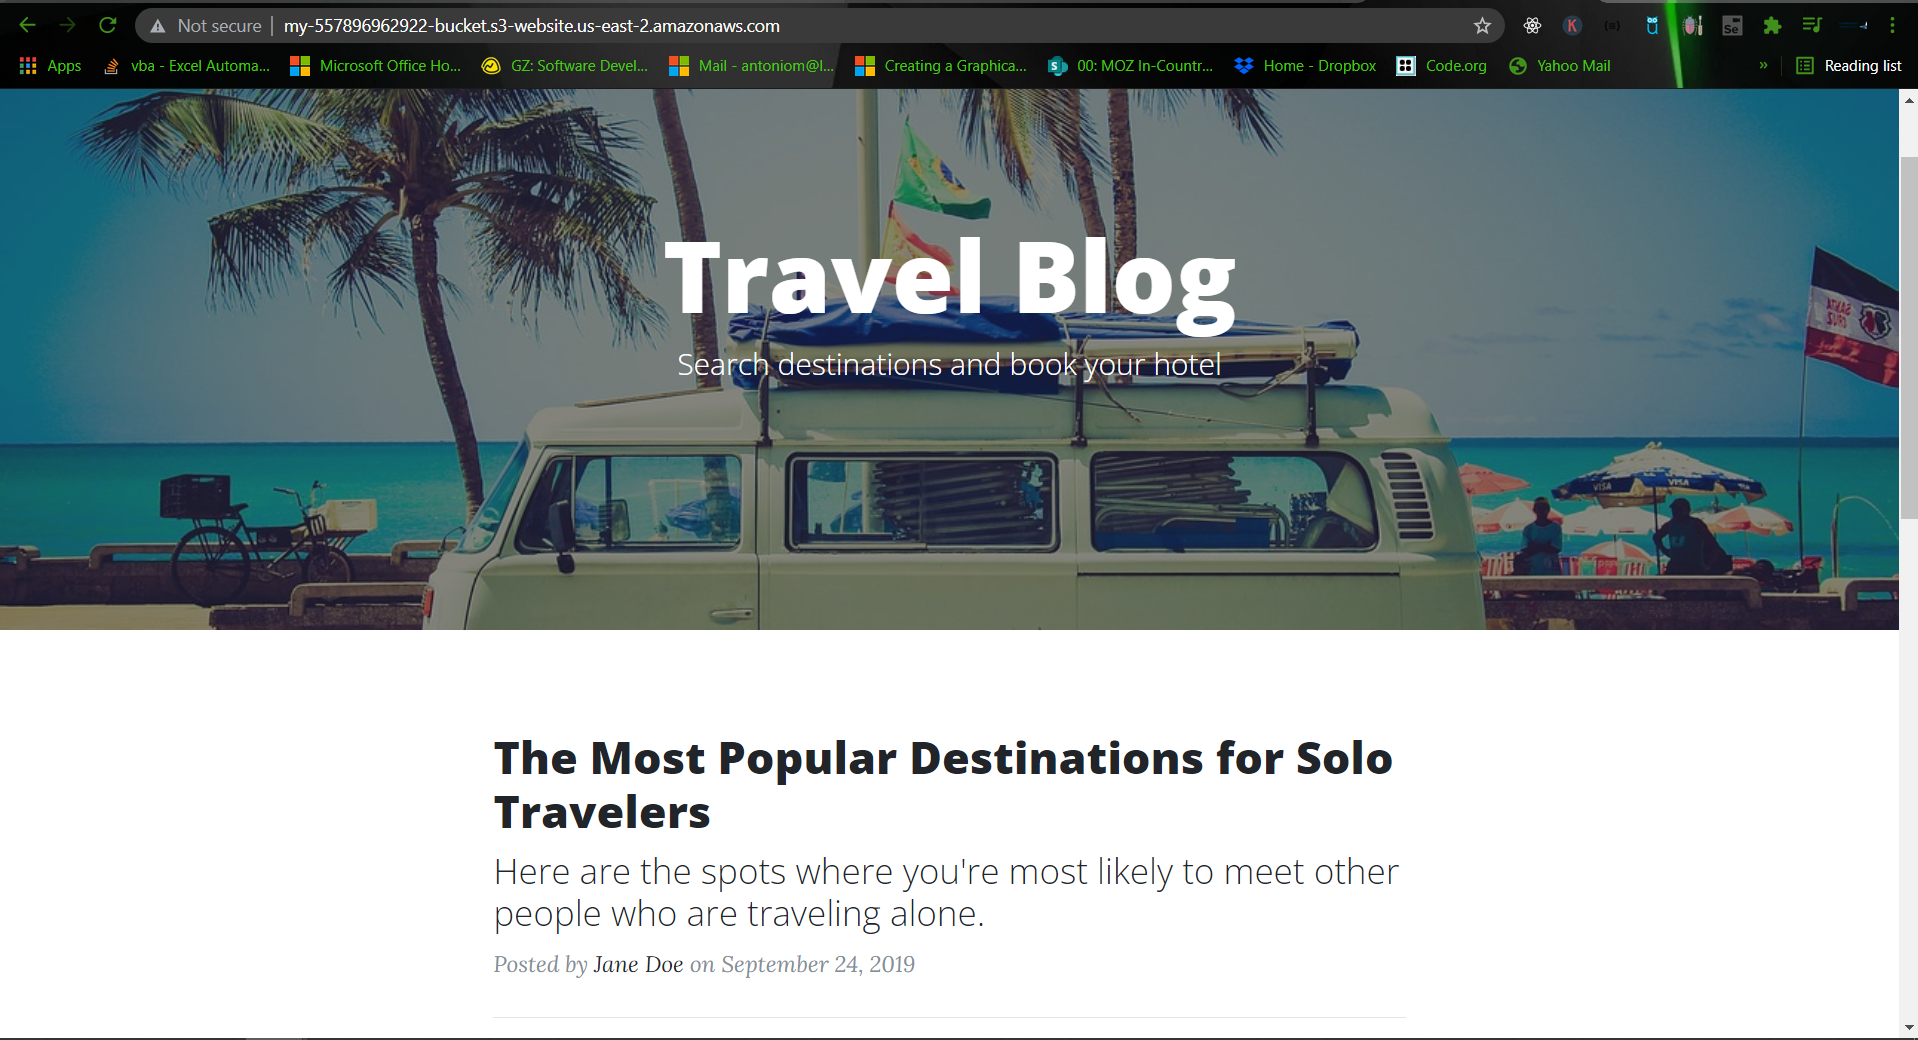 Not secure | my-557896962922-bucket.s3-website.us-east-2.amazonaws.com
Apps vba - Excel Automa... Microsoft Office Ho... GZ: Software Devel... Mail - antoniom@l... Creating a Graphica... 00: MOZ In-Countr... Home - Dropbox Code.org Yahoo Mail » Reading list
Travel Blog
Search destinations and book your hotel
SANTA
CRUZ
VISA
VISA
The Most Popular Destinations for Solo
Travelers
Here are the spots where you're most likely to meet other
people who are traveling alone.
Posted by Jane Doe on September 24, 2019